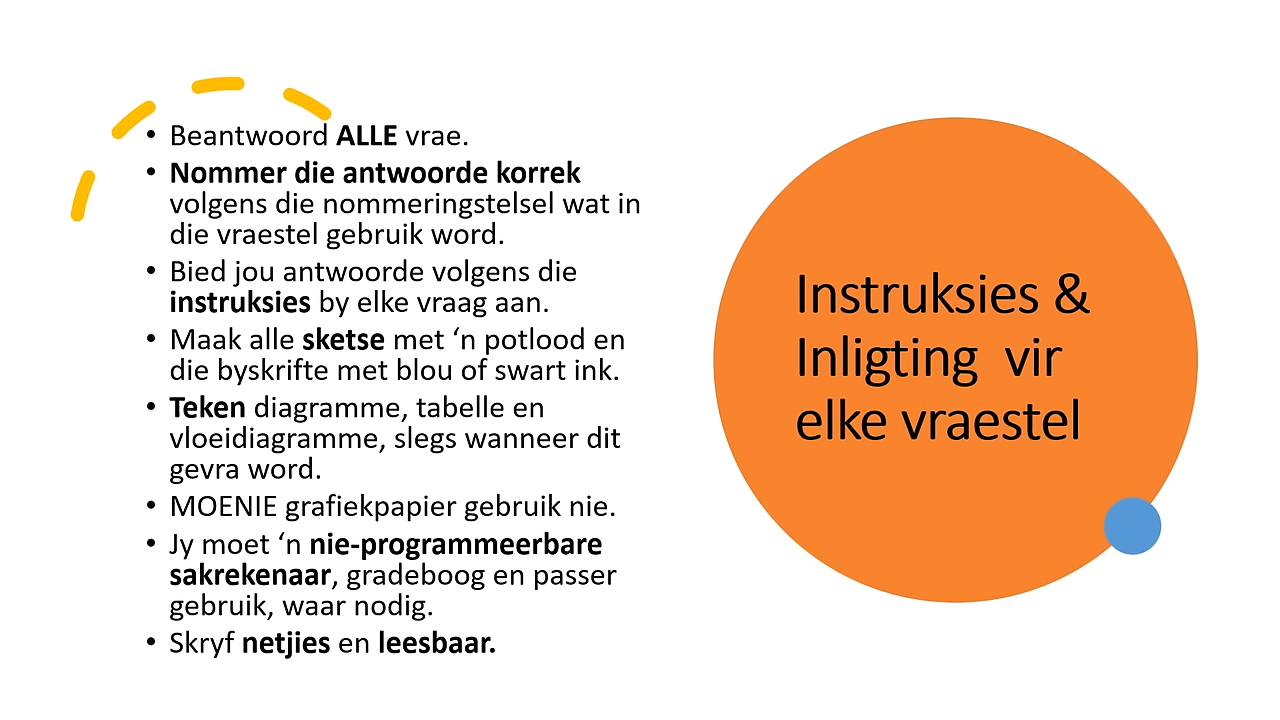 • Beantwoord ALLE vrae.
• Nommer die antwoorde korrek
volgens die nommeringstelsel wat in
die vraestel gebruik word.
• Bied jou antwoorde volgens die
instruksies by elke vraag aan.
• Maak alle sketse met ‘n potlood en
die byskrifte met blou of swart ink.
• Teken diagramme, tabelle en
vloeidiagramme, slegs wanneer dit
gevra word.
• MOENIE grafiekpapier gebruik nie.
• Jy moet ‘n nie-programmeerbare
sakrekenaar, gradeboog en passer
gebruik, waar nodig.
• Skryf netjies en leesbaar.
Instruksies &
Inligting  vir
elke vraestel